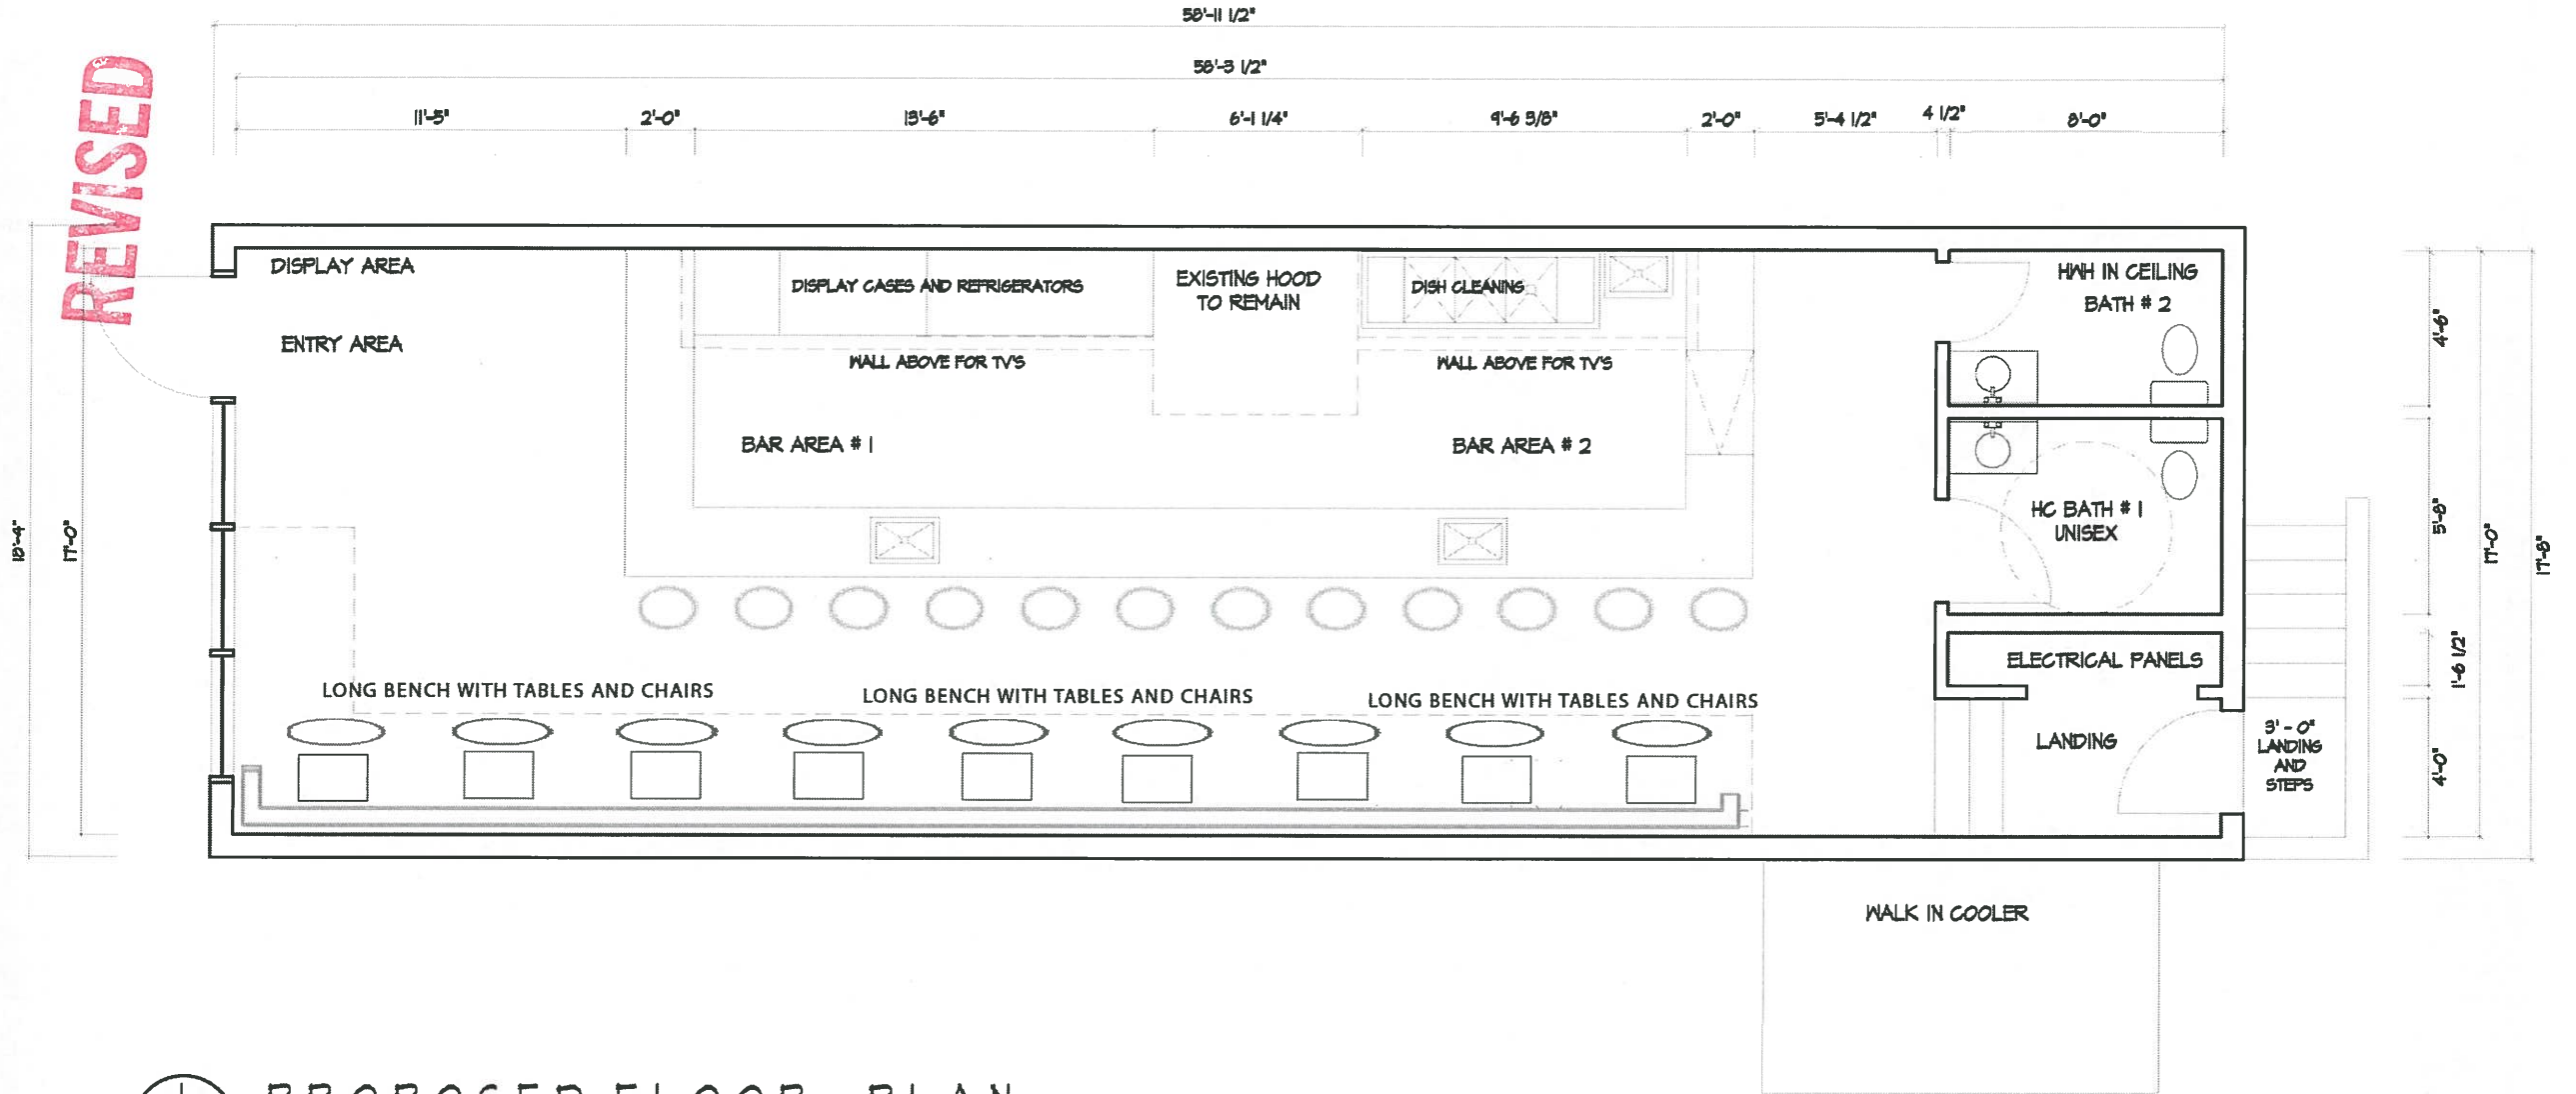 58'-11 1/2"
58'-3 1/2"
11'-5"
2'-0"
13'-6"
6'-1 1/4"
9'-6 5/8"
2'-0"
5'-4 1/2"
4 1/2"
8'-0"
REVISED
DISPLAY AREA
ENTRY AREA
DISPLAY CASES AND REFRIGERATORS
EXISTING HOOD
TO REMAIN
DISH CLEANING
HWH IN CEILING
BATH # 2
WALL ABOVE FOR TV'S
WALL ABOVE FOR TV'S
BAR AREA # 1
BAR AREA # 2
HC BATH # 1
UNISEX
18'-4"
17'-0"
4'-6"
5'-8"
17'-0"
17'-8"
1'-6 1/2"
4'-0"
ELECTRICAL PANELS
LONG BENCH WITH TABLES AND CHAIRS
LONG BENCH WITH TABLES AND CHAIRS
LONG BENCH WITH TABLES AND CHAIRS
LANDING
3'-0"
LANDING
AND
STEPS
WALK IN COOLER
PROPOSED FLOOR PLAN